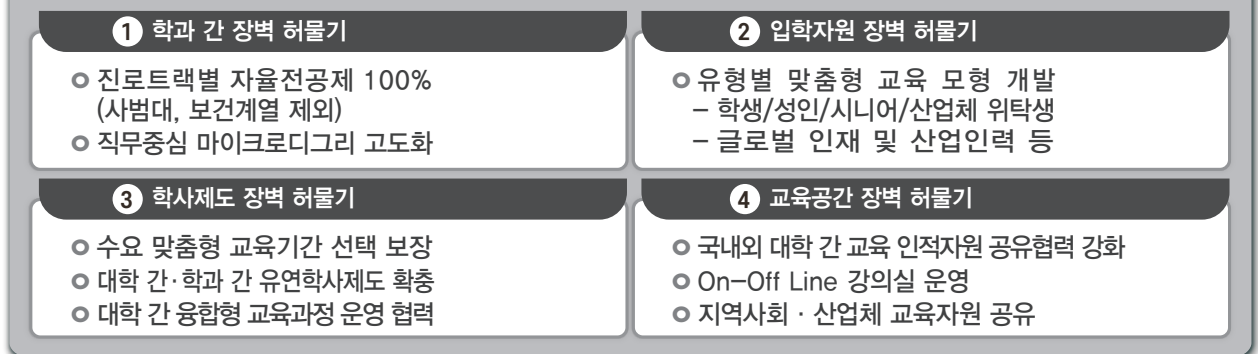 1 학과 간 장벽 허물기
○ 진로트랙별 자율전공제 100%
(사범대, 보건계열 제외)
○ 직무중심 마이크로디그리 고도화
2 입학자원 장벽 허물기
○ 유형별 맞춤형 교육 모형 개발
- 학생/성인/시니어/산업체 위탁생
- 글로벌 인재 및 산업인력 등
3 학사제도 장벽 허물기
○ 수요 맞춤형 교육기간 선택 보장
○ 대학 간·학과 간 유연학사제도 확충
○ 대학 간 융합형 교육과정 운영 협력
4 교육공간 장벽 허물기
○ 국내외 대학 간 교육 인적자원 공유협력 강화
○ On-Off Line 강의실 운영
○ 지역사회 · 산업체 교육자원 공유